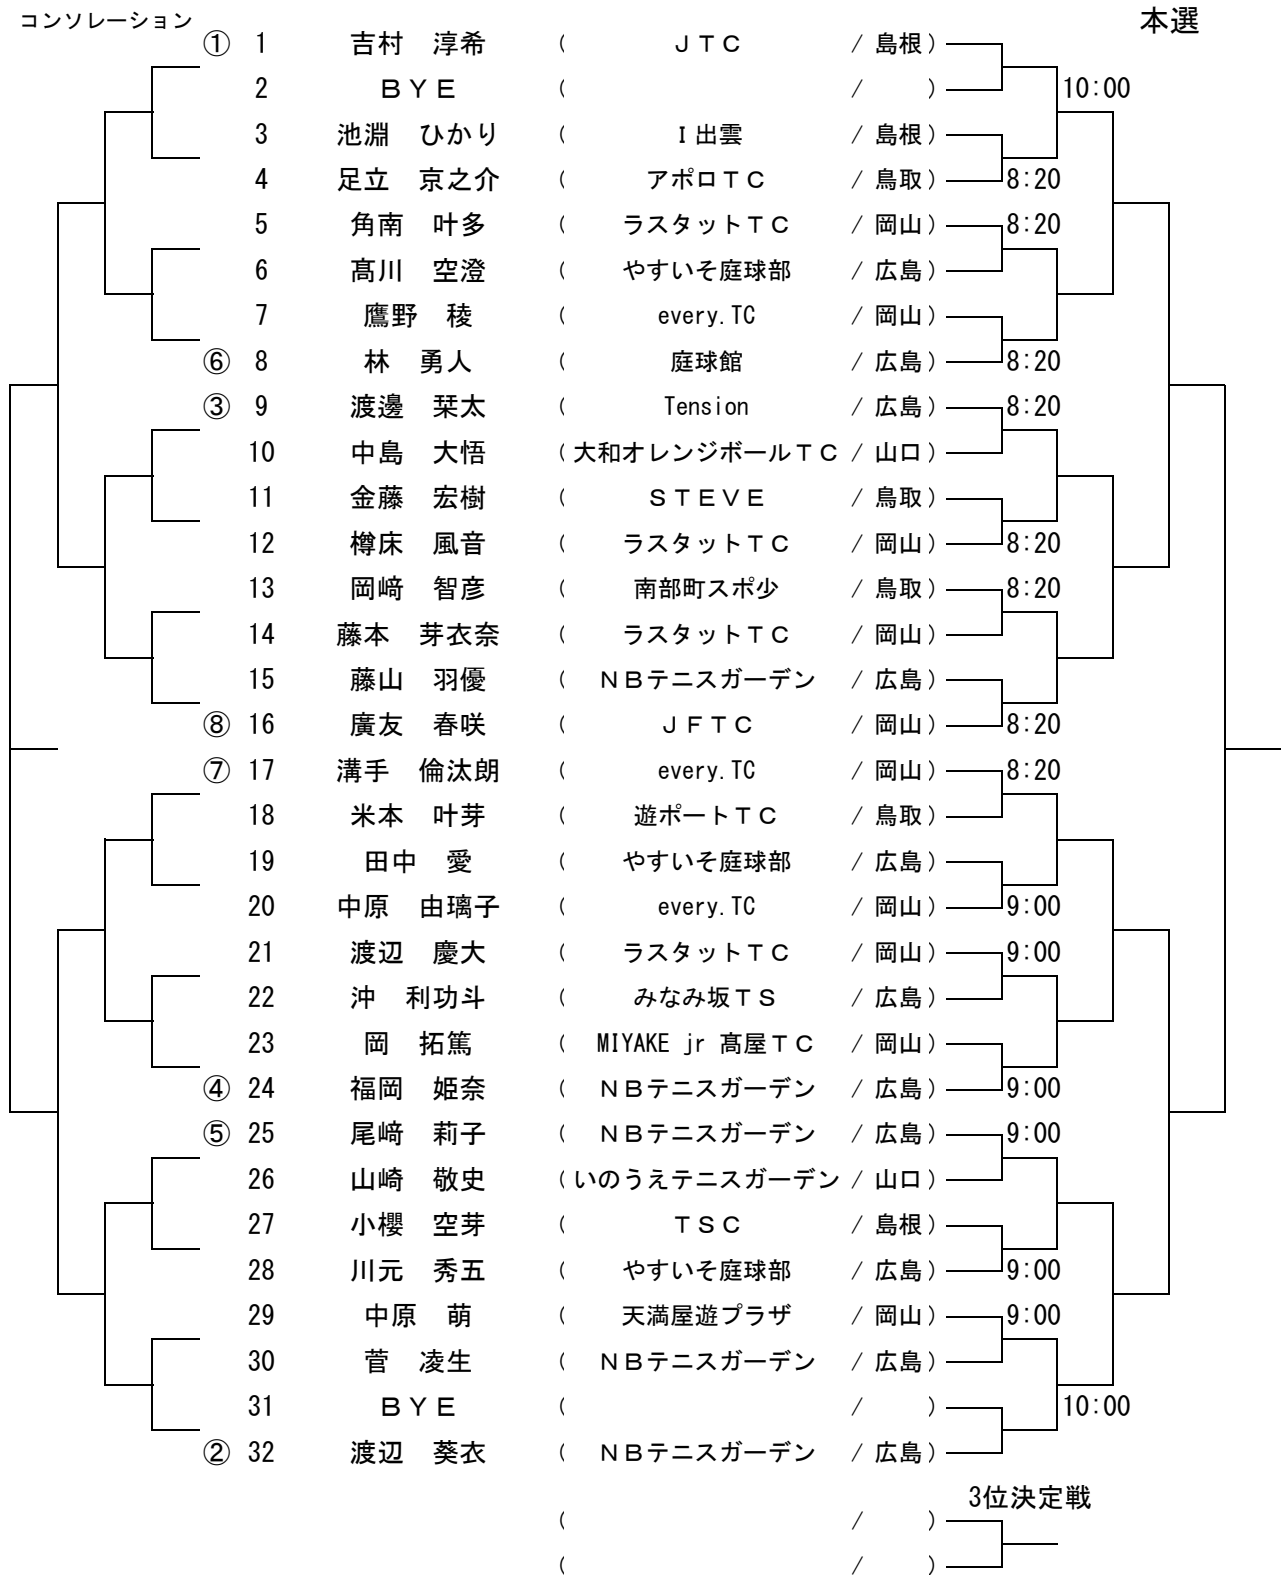 コンソレーション 本選
① 1 吉村 淳希 ( ＪＴＣ / 島根 )
2 ＢＹＥ ( / ) 10:00
3 池淵 ひかり ( Ｉ出雲 / 島根 )
4 足立 京之介 ( アポロＴＣ / 鳥取 ) 8:20
5 角南 叶多 ( ラスタットＴＣ / 岡山 ) 8:20
6 髙川 空澄 ( やすいそ庭球部 / 広島 )
7 鷹野 稜 ( every.TC / 岡山 )
⑥ 8 林 勇人 ( 庭球館 / 広島 ) 8:20
③ 9 渡邊 栞太 ( Tension / 広島 ) 8:20
10 中島 大悟 ( 大和オレンジボールＴＣ / 山口 )
11 金藤 宏樹 ( ＳＴＥＶＥ / 鳥取 )
12 樽床 風音 ( ラスタットＴＣ / 岡山 ) 8:20
13 岡﨑 智彦 ( 南部町スポ少 / 鳥取 ) 8:20
14 藤本 芽衣奈 ( ラスタットＴＣ / 岡山 )
15 藤山 羽優 ( ＮＢテニスガーデン / 広島 )
⑧ 16 廣友 春咲 ( ＪＦＴＣ / 岡山 ) 8:20
⑦ 17 溝手 倫汰朗 ( every.TC / 岡山 ) 8:20
18 米本 叶芽 ( 遊ポートＴＣ / 鳥取 )
19 田中 愛 ( やすいそ庭球部 / 広島 )
20 中原 由璃子 ( every.TC / 岡山 ) 9:00
21 渡辺 慶大 ( ラスタットＴＣ / 岡山 ) 9:00
22 沖 利功斗 ( みなみ坂ＴＳ / 広島 )
23 岡 拓篤 ( MIYAKE jr 髙屋ＴＣ / 岡山 )
④ 24 福岡 姫奈 ( ＮＢテニスガーデン / 広島 ) 9:00
⑤ 25 尾﨑 莉子 ( ＮＢテニスガーデン / 広島 ) 9:00
26 山崎 敬史 ( いのうえテニスガーデン / 山口 )
27 小櫻 空芽 ( ＴＳＣ / 島根 )
28 川元 秀五 ( やすいそ庭球部 / 広島 ) 9:00
29 中原 萌 ( 天満屋遊プラザ / 岡山 ) 9:00
30 菅 凌生 ( ＮＢテニスガーデン / 広島 )
31 ＢＹＥ ( / ) 10:00
② 32 渡辺 葵衣 ( ＮＢテニスガーデン / 広島 )
3位決定戦
( / )
( / )